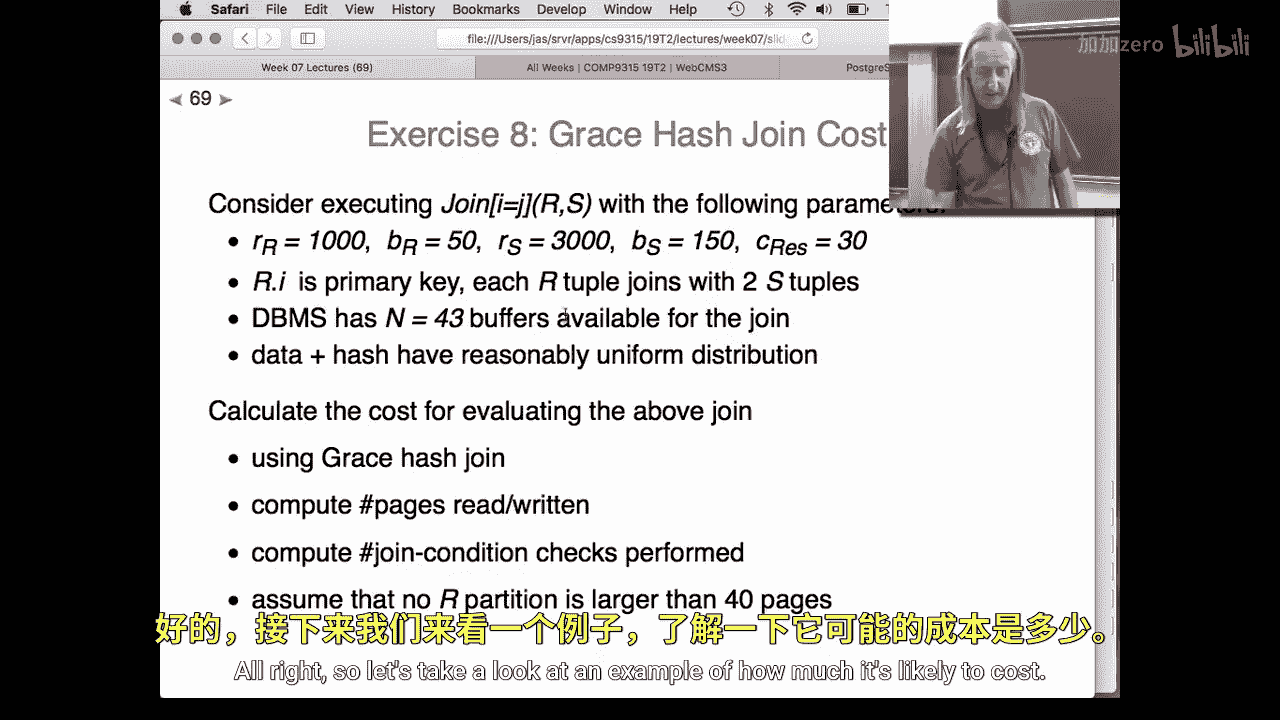 Safari File Edit View History Bookmarks Develop Window Help
加加zero bilibili
file:///Users/jas/srvr/apps/cs9315/19T2/lectures/week07/slid
Week 07 Lectures (69) All Weeks | COMP9315 19T2 | WebCMS3 PostgreS
69
Exercise 8: Grace Hash Join Cost
Consider executing Join[i=j](R,S) with the following parameters:
• rR = 1000, bR = 50, rS = 3000, bS = 150, cRes = 30
• R.i is primary key, each R tuple joins with 2 S tuples
• DBMS has N = 43 buffers available for the join
• data + hash have reasonably uniform distribution
Calculate the cost for evaluating the above join
• using Grace hash join
• compute #pages read/written
• compute #join-condition checks performed
• assume that no R partition is larger than 40 pages
好的，接下来我们来看一个例子，了解一下它可能的成本是多少。
All right, so let's take a look at an example of how much it's likely to cost.